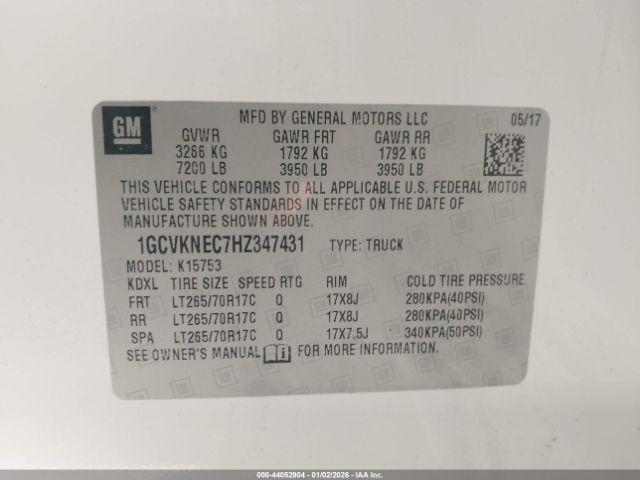 GM
MFD BY GENERAL MOTORS LLC 05/17
GVWR GAWR FRT GAWR RR
3266 KG 1792 KG 1792 KG
7200 LB 3950 LB 3950 LB
THIS VEHICLE CONFORMS TO ALL APPLICABLE U.S. FEDERAL MOTOR
VEHICLE SAFETY STANDARDS IN EFFECT ON THE DATE OF
MANUFACTURE SHOWN ABOVE.
1GCVKNEC7HZ347431 TYPE: TRUCK
MODEL: K15753
KDXL TIRE SIZE SPEED RTG RIM COLD TIRE PRESSURE
FRT LT265/70R17C Q 17X8J 280KPA(40PSI)
RR LT265/70R17C Q 17X8J 280KPA(40PSI)
SPA LT265/70R17C Q 17X7.5J 340KPA(50PSI)
SEE OWNER'S MANUAL FOR MORE INFORMATION.
000-44052904 - 01/02/2026 - IAA Inc.